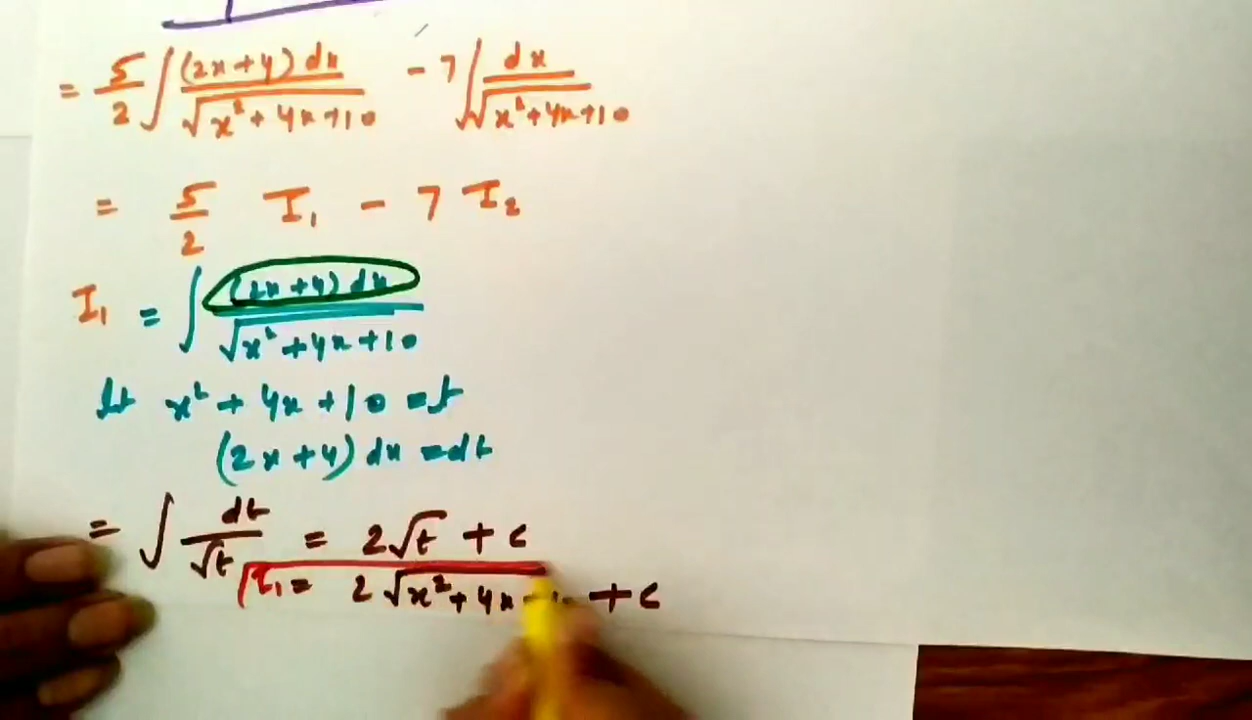 = 5/2 ∫ (2x+4) dx / √(x²+4x+10) - 7 ∫ dx / √(x²+4x+10)
= 5/2 I₁ - 7 I₂
I₁ = ∫ (2x+4) dx / √(x²+4x+10)
let x²+4x+10 = t
(2x+4) dx = dt
= ∫ dt / √t = 2√t + c
I₁ = 2√(x²+4x + c